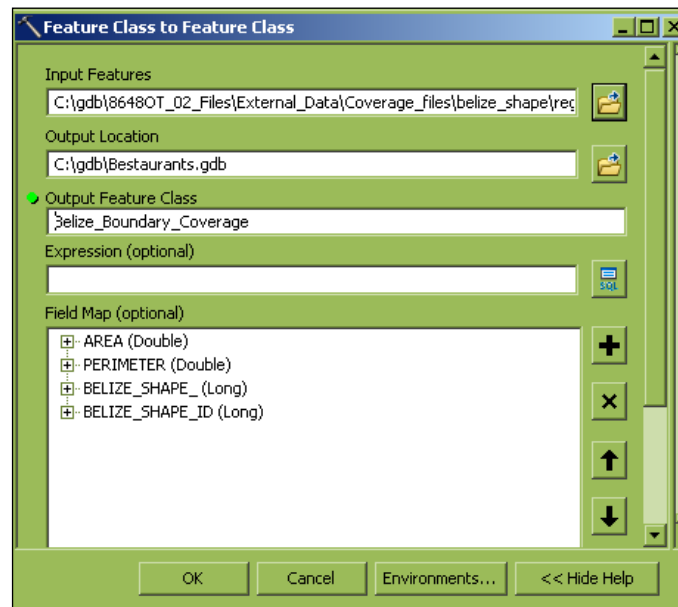 Feature Class to Feature Class
Input Features
C:\gdb\8648OT_02_Files\External_Data\Coverage_files\belize_shape\reg
Output Location
C:\gdb\Bestaurants.gdb
Output Feature Class
Belize_Boundary_Coverage
Expression (optional)
SQL
Field Map (optional)
AREA (Double)
PERIMETER (Double)
BELIZE_SHAPE_ (Long)
BELIZE_SHAPE_ID (Long)
OK Cancel Environments... << Hide Help